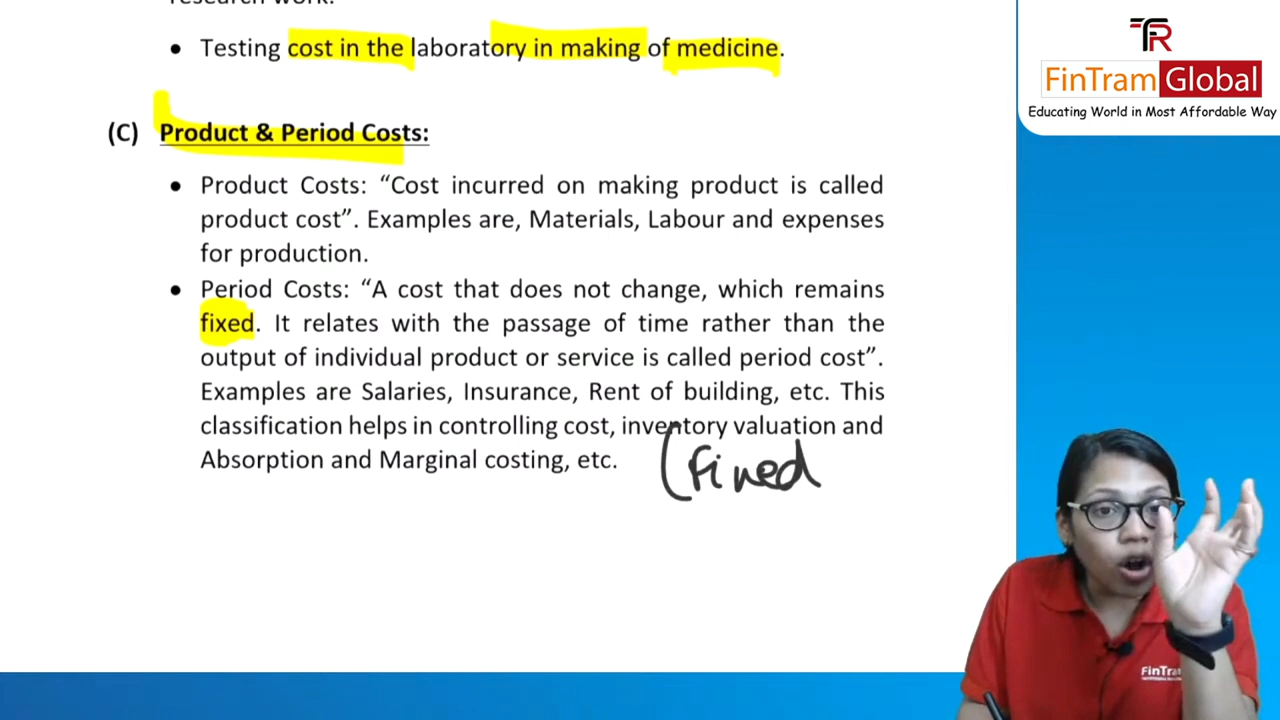 research work.
• Testing cost in the laboratory in making of medicine.
(C) Product & Period Costs:
• Product Costs: “Cost incurred on making product is called
product cost”. Examples are, Materials, Labour and expenses
for production.
• Period Costs: “A cost that does not change, which remains
fixed. It relates with the passage of time rather than the
output of individual product or service is called period cost”.
Examples are Salaries, Insurance, Rent of building, etc. This
classification helps in controlling cost, inventory valuation and
Absorption and Marginal costing, etc.
(Fixed
FR
FinTram Global
Educating World in Most Affordable Way
FinTra